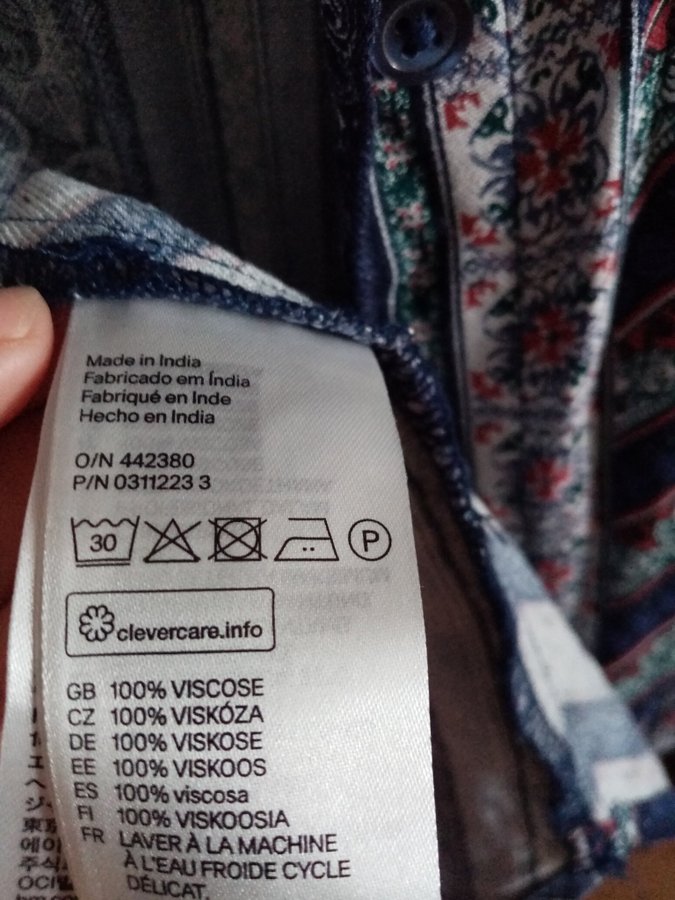 Made in India
Fabricado em Índia
Fabriqué en Inde
Hecho en India
O/N 442380
P/N 0311223 3
30
P
clevercare.info
GB 100% VISCOSE
CZ 100% VISKÓZA
DE 100% VISKOSE
EE 100% VISKOOS
ES 100% viscosa
FI 100% VISKOOSIA
FR LAVER À LA MACHINE
À L'EAU FROIDE CYCLE
DÉLICAT.